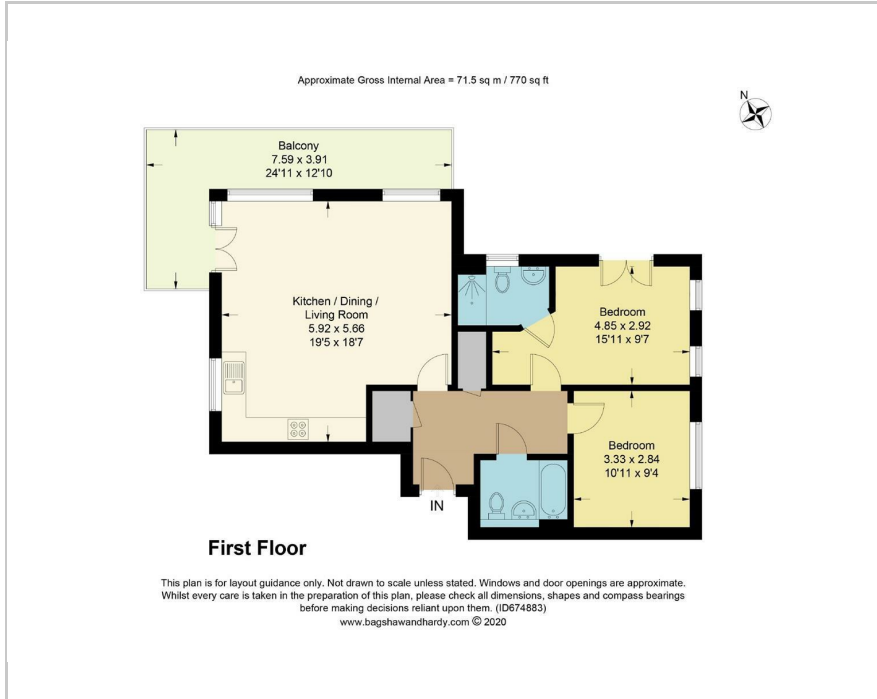 Approximate Gross Internal Area = 71.5 sq m / 770 sq ft
N
Balcony
7.59 x 3.91
24'11 x 12'10
Kitchen / Dining /
Living Room
5.92 x 5.66
19'5 x 18'7
Bedroom
4.85 x 2.92
15'11 x 9'7
Bedroom
3.33 x 2.84
10'11 x 9'4
IN
First Floor
This plan is for layout guidance only. Not drawn to scale unless stated. Windows and door openings are approximate.
Whilst every care is taken in the preparation of this plan, please check all dimensions, shapes and compass bearings
before making decisions reliant upon them. (ID674883)
www.bagshawandhardy.com © 2020